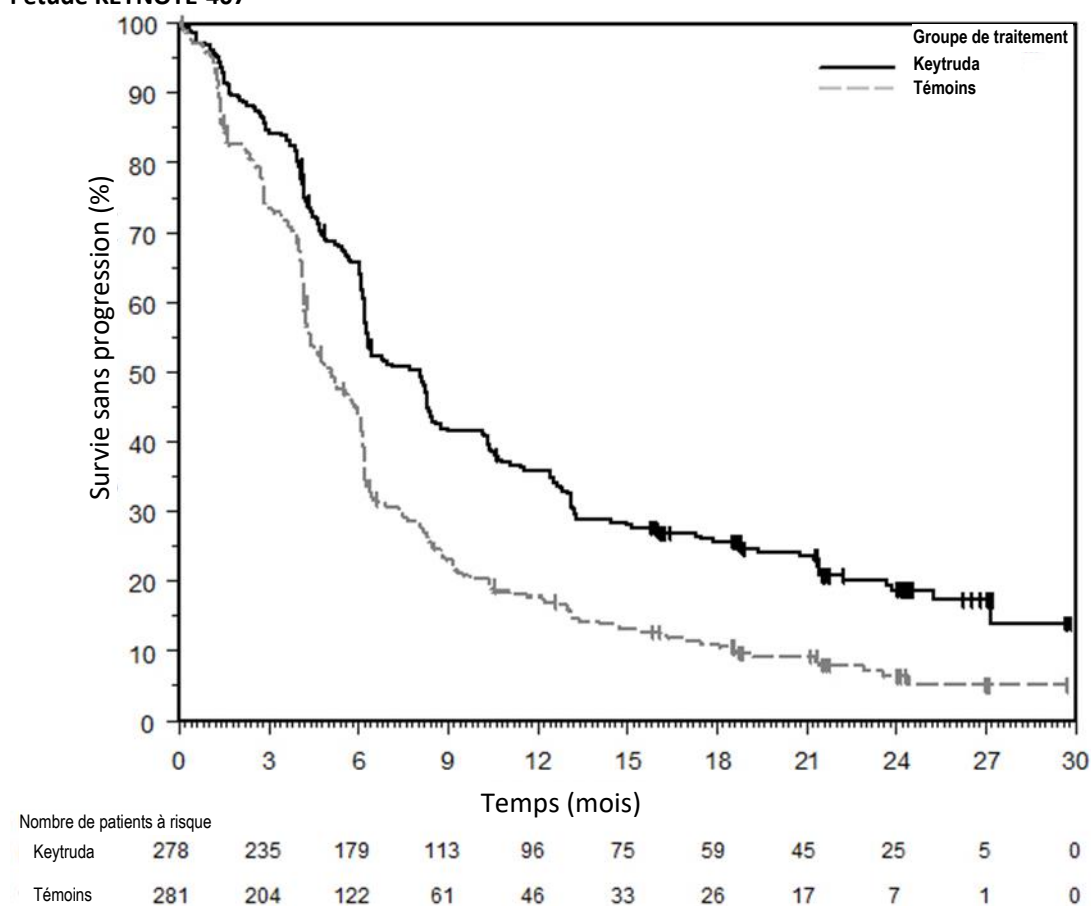 100
Groupe de traitement
Keytruda
Témoins
90
80
70
60
50
40
30
20
10
0
Survie sans progression (%)
0 3 6 9 12 15 18 21 24 27 30
Temps (mois)
Nombre de patients à risque
Keytruda 278 235 179 113 96 75 59 45 25 5 0
Témoins 281 204 122 61 46 33 26 17 7 1 0